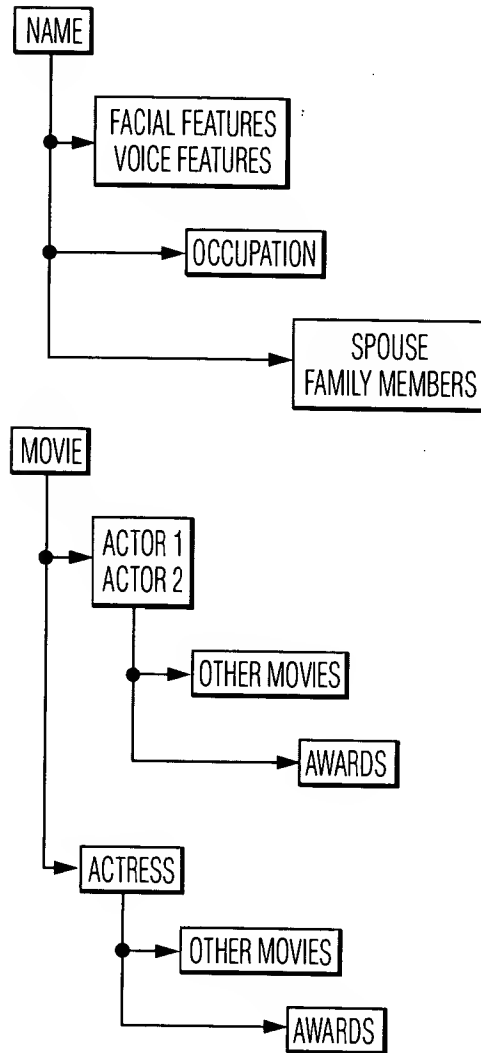 NAME
FACIAL FEATURES
VOICE FEATURES
OCCUPATION
SPOUSE
FAMILY MEMBERS
MOVIE
ACTOR 1
ACTOR 2
OTHER MOVIES
AWARDS
ACTRESS
OTHER MOVIES
AWARDS